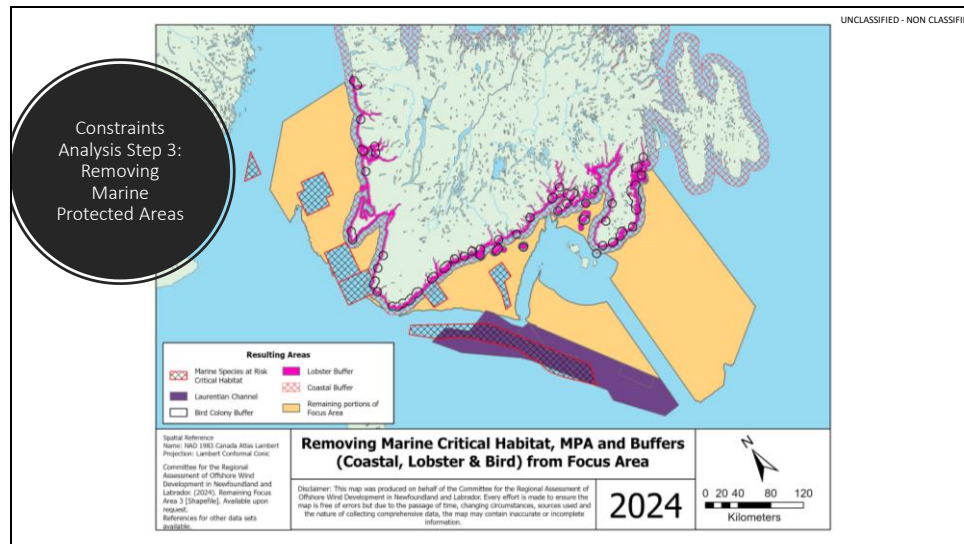 UNCLASSIFIED - NON CLASSIFI
Constraints
Analysis Step 3:
Removing
Marine
Protected Areas
Resulting Areas
Marine Species at Risk
Critical Habitat
Laurentian Channel
Bird Colony Buffer
Lobster Buffer
Coastal Buffer
Remaining portions of
Focus Area
Spatial Reference
Name: NAD 1983 Canada Atlas Lambert
Projection: Lambert Conformal Conic
Committee for the Regional
Assessment of Offshore Wind
Development in Newfoundland and
Labrador. (2024). Remaining Focus
Area 3 [Shapefile]. Available upon
request.
References for other data sets
available.
Removing Marine Critical Habitat, MPA and Buffers
(Coastal, Lobster & Bird) from Focus Area
Disclaimer: This map was produced on behalf of the Committee for the Regional Assessment of
Offshore Wind Development in Newfoundland and Labrador. Every effort is made to ensure the
map is free of errors but due to the passage of time, changing circumstances, sources used and
the nature of collecting comprehensive data, the map may contain inaccurate or incomplete
information.
2024
N
0 20 40 80 120
Kilometers